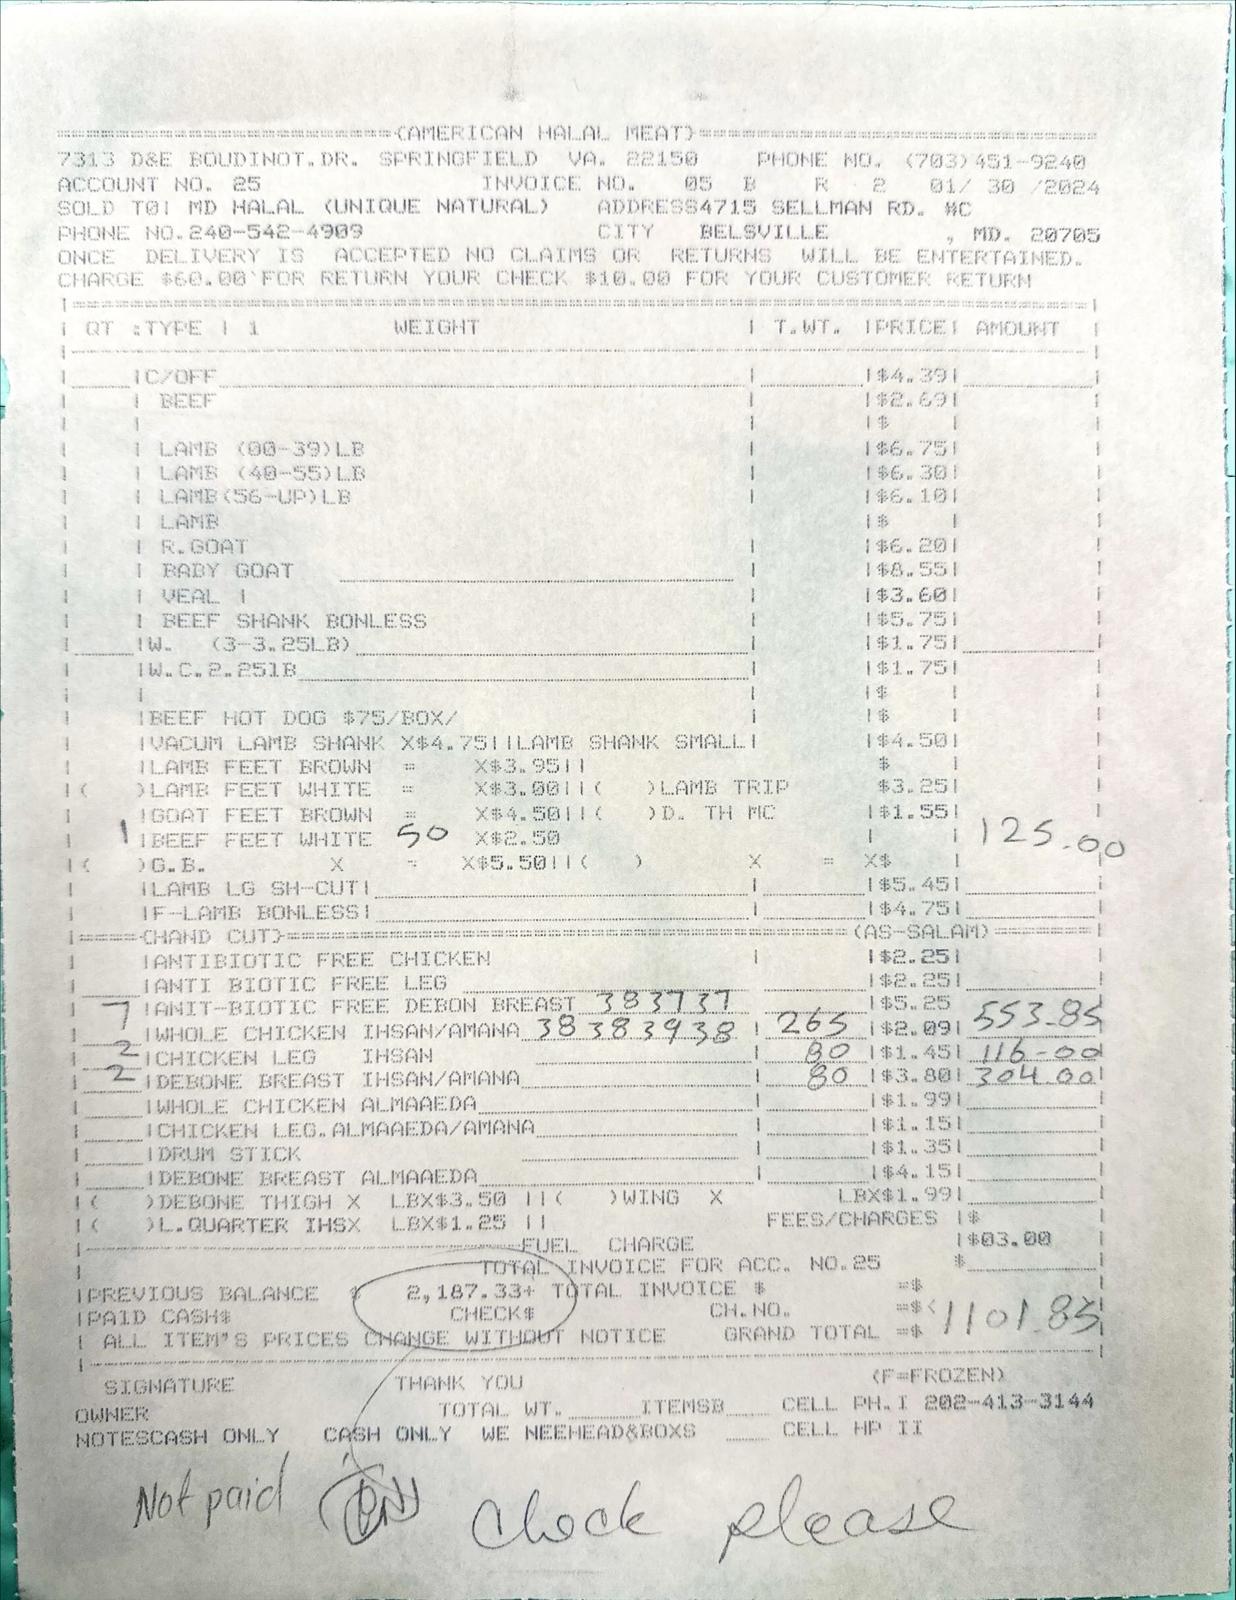 =============================(AMERICAN HALAL MEAT)==================================
7313 D&E BOUDINOT.DR. SPRINGFIELD VA. 22150 PHONE NO. (703)451-9240
ACCOUNT NO. 25 INVOICE NO. 05 B R 2 01/ 30 /2024
SOLD TO: MD HALAL (UNIQUE NATURAL) ADDRESS4715 SELLMAN RD. #C
PHONE NO.240-542-4909 CITY BELSVILLE , MD. 20705
ONCE DELIVERY IS ACCEPTED NO CLAIMS OR RETURNS WILL BE ENTERTAINED.
CHARGE $60.00 FOR RETURN YOUR CHECK $10.00 FOR YOUR CUSTOMER RETURN
| QT :TYPE | 1 WEIGHT | T.WT. |PRICE| AMOUNT
|C/OFF | |$4.39|
| BEEF |$2.69|
|$ |
| LAMB (00-39)LB |$6.75|
| LAMB (40-55)LB |$6.30|
| LAMB(56-UP)LB |$6.10|
| LAMB |$ |
| R.GOAT | |$6.20|
| BABY GOAT | |$8.55|
| VEAL | | |$3.60|
| BEEF SHANK BONLESS | |$5.75|
|W. (3-3.25LB) | |$1.75|
|W.C.2.25lB | |$1.75|
| | |$ |
|BEEF HOT DOG $75/BOX/ | |$ |
|VACUM LAMB SHANK X$4.75||LAMB SHANK SMALL| |$4.50|
|LAMB FEET BROWN = X$3.95|| $ |
|( )LAMB FEET WHITE = X$3.00||( )LAMB TRIP $3.25|
|GOAT FEET BROWN = X$4.50||( )D. TH MC |$1.55|
1 |BEEF FEET WHITE 50 X$2.50 | | 125.00
|( )G.B. X = X$5.50||( ) X = X$ |
|LAMB LG SH-CUT| | |$5.45|
|F-LAMB BONLESS| | |$4.75|
|=====(HAND CUT)==================================================(AS-SALAM)========|
|ANTIBIOTIC FREE CHICKEN | |$2.25|
|ANTI BIOTIC FREE LEG |$2.25|
|ANIT-BIOTIC FREE DEBON BREAST 383737 |$5.25
7 |WHOLE CHICKEN IHSAN/AMANA 38383938 | 265 |$2.09| 553-85
2 |CHICKEN LEG IHSAN | 80 |$1.45| 116-00
2 |DEBONE BREAST IHSAN/AMANA | 80 |$3.80| 304.00
|WHOLE CHICKEN ALMAAEDA |$1.99|
|CHICKEN LEG.ALMAAEDA/AMANA |$1.15|
|DRUM STICK |$1.35|
|DEBONE BREAST ALMAAEDA |$4.15|
|( )DEBONE THIGH X LBX$3.50 ||( )WING X LBX$1.99|
|( )L.QUARTER IHSX LBX$1.25 || FEES/CHARGES |$
FUEL CHARGE |$03.00
TOTAL INVOICE FOR ACC. NO.25 $
|PREVIOUS BALANCE $ 2,187.33+ TOTAL INVOICE $ =$
|PAID CASH$ CHECK$ CH.NO. =$<
| ALL ITEM'S PRICES CHANGE WITHOUT NOTICE GRAND TOTAL =$ 1101.85
SIGNATURE THANK YOU (F=FROZEN)
OWNER TOTAL WT.______ITEMSB____ CELL PH.I 202-413-3144
NOTESCASH ONLY CASH ONLY WE NEEHEAD&BOXS ____ CELL HP II
Not paid check please